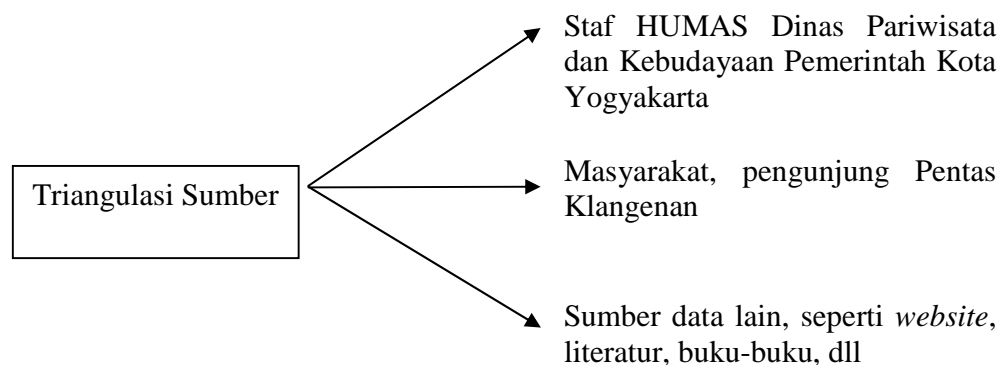 Staf HUMAS Dinas Pariwisata
dan Kebudayaan Pemerintah Kota
Yogyakarta
Triangulasi Sumber
Masyarakat, pengunjung Pentas
Klangenan
Sumber data lain, seperti website,
literatur, buku-buku, dll